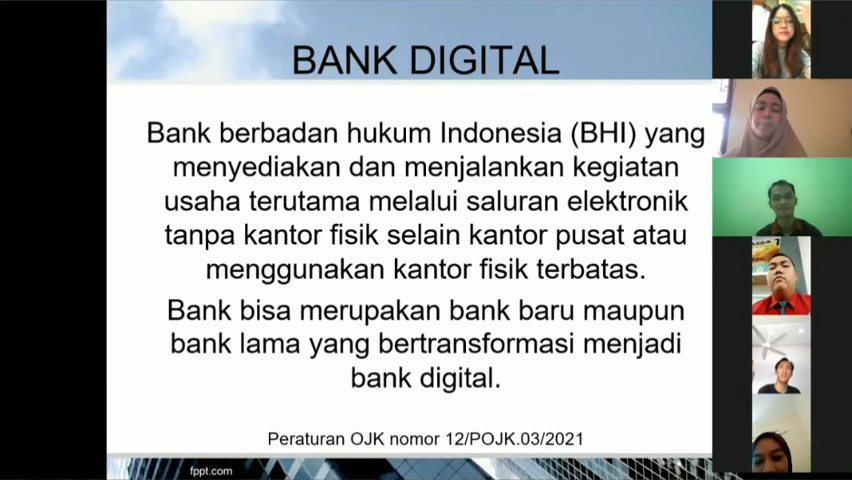 BANK DIGITAL
Bank berbadan hukum Indonesia (BHI) yang
menyediakan dan menjalankan kegiatan
usaha terutama melalui saluran elektronik
tanpa kantor fisik selain kantor pusat atau
menggunakan kantor fisik terbatas.
Bank bisa merupakan bank baru maupun
bank lama yang bertransformasi menjadi
bank digital.
Peraturan OJK nomor 12/POJK.03/2021
fppt.com